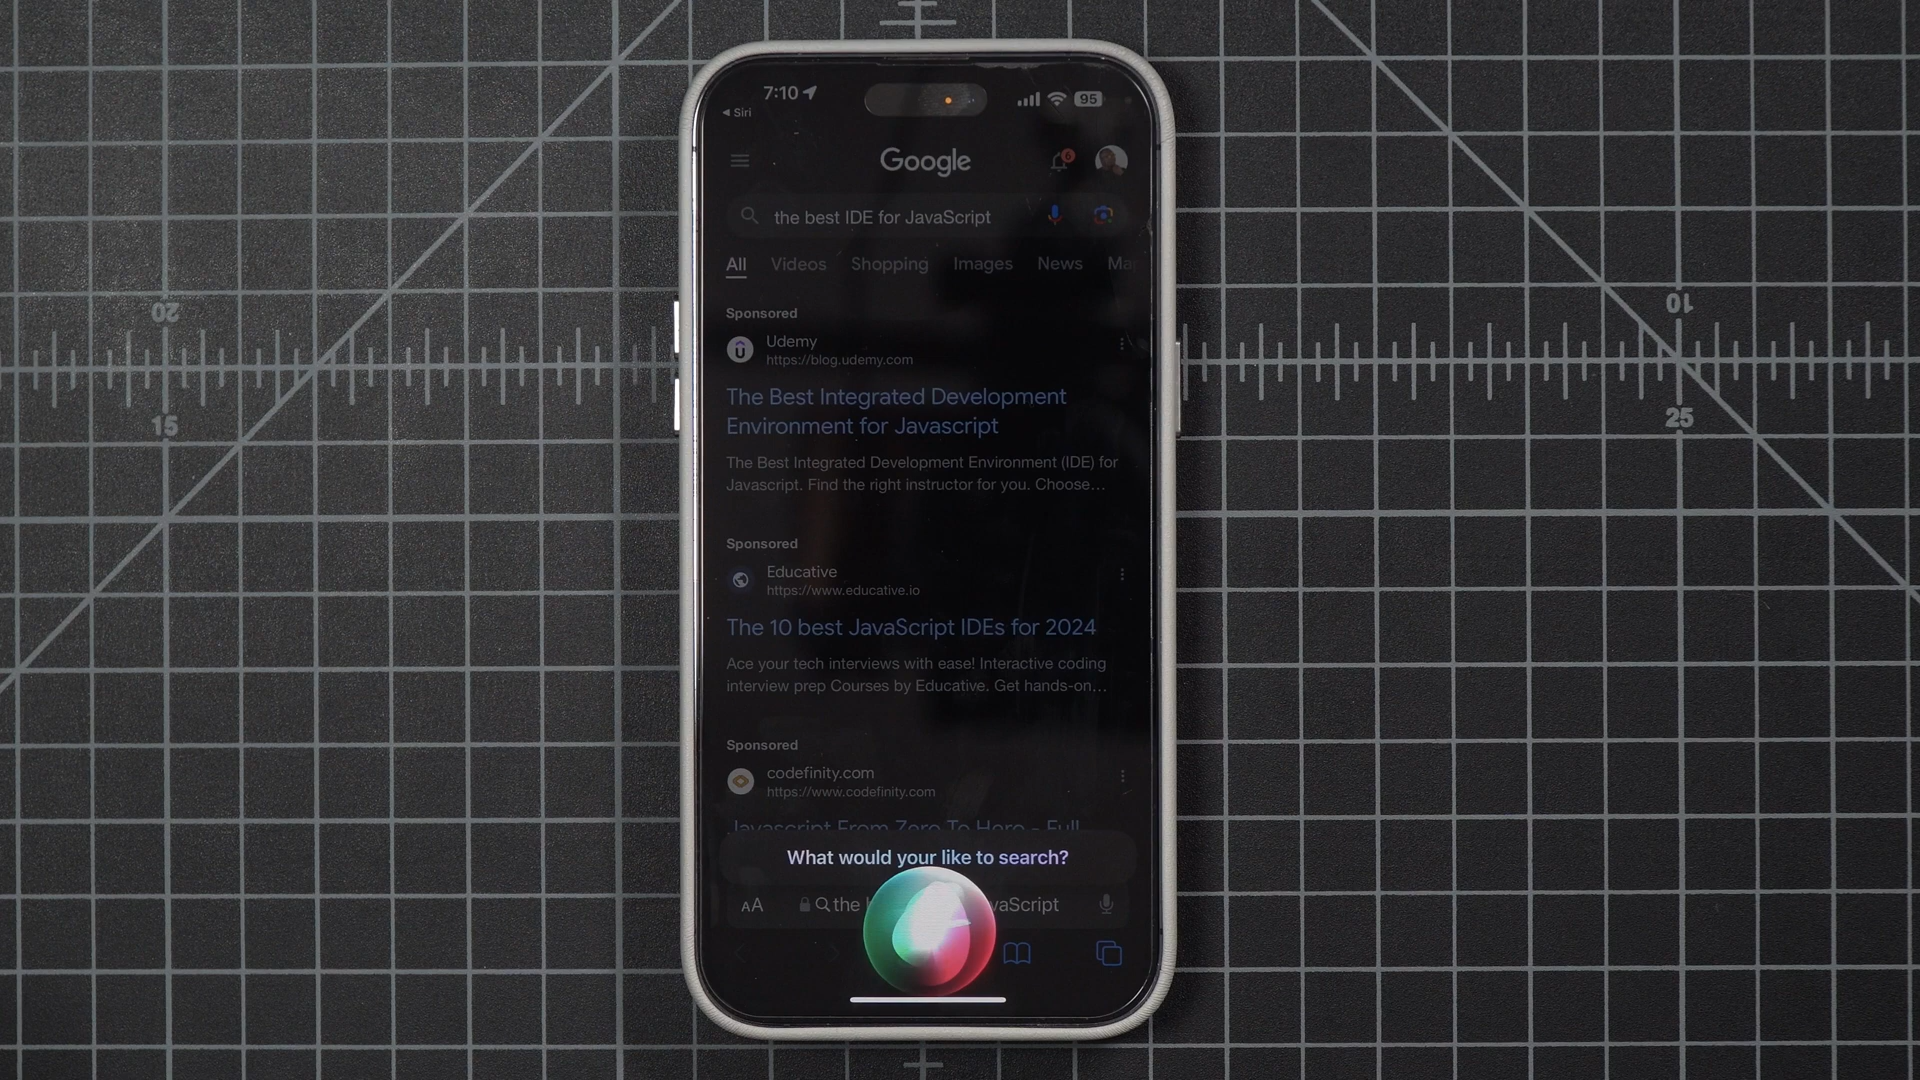 7:10
95
◀ Siri
Google
6
the best IDE for JavaScript
All Videos Shopping Images News Ma
Sponsored
Udemy
https://blog.udemy.com
The Best Integrated Development
Environment for Javascript
The Best Integrated Development Environment (IDE) for
Javascript. Find the right instructor for you. Choose...
Sponsored
Educative
https://www.educative.io
The 10 best JavaScript IDEs for 2024
Ace your tech interviews with ease! Interactive coding
interview prep Courses by Educative. Get hands-on...
Sponsored
codefinity.com
https://www.codefinity.com
Javascript From Zero To Hero - Full
What would your like to search?
AA the vaScript
20
15
10
25